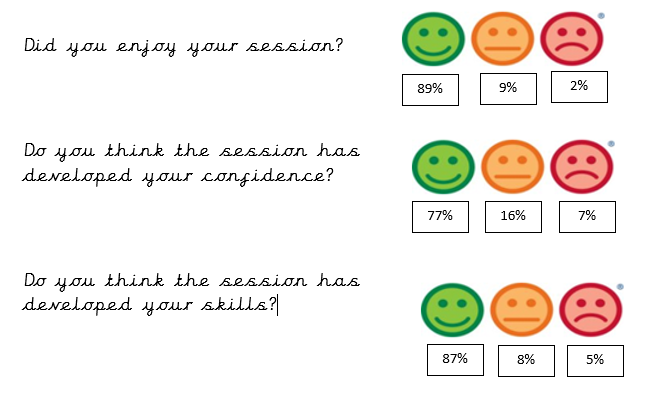 Did you enjoy your session?
89% 9% 2%
Do you think the session has
developed your confidence?
77% 16% 7%
Do you think the session has
developed your skills?
87% 8% 5%